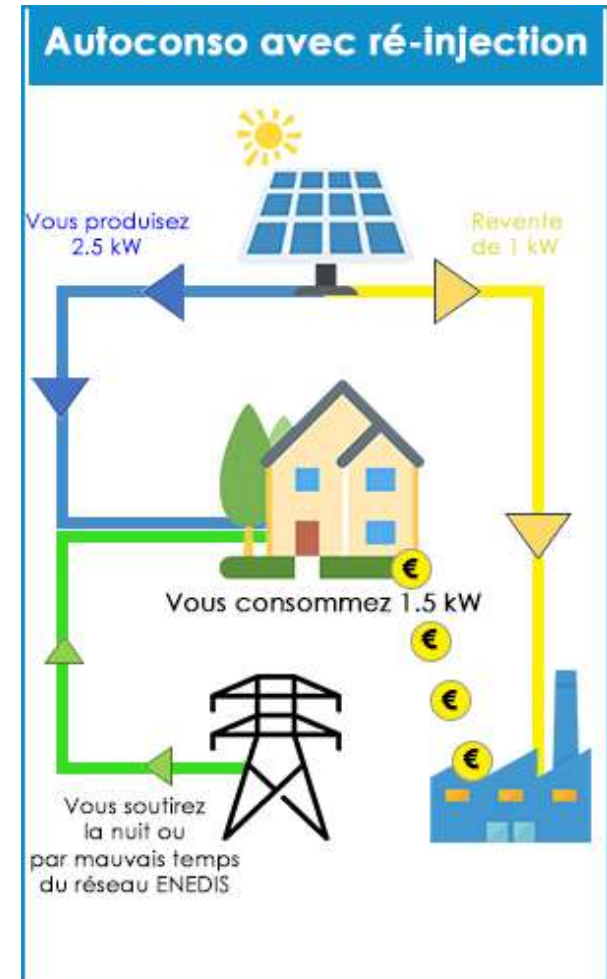 Autoconso avec ré-injection
Vous produisez
2.5 kW
Revente
de 1 kW
Vous consommez 1.5 kW
€
€
€
€
Vous soutirez
la nuit ou
par mauvais temps
du réseau ENEDIS